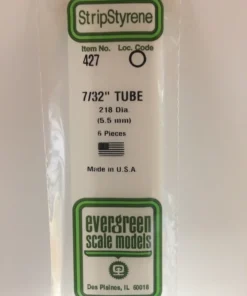 StripStyrene
Item No. Loc. Code
427
7/32" TUBE
218 Dia.
(5.5 mm)
6 Pieces
Made in U.S.A
evergreen
scale models
Des Plaines, IL 60018